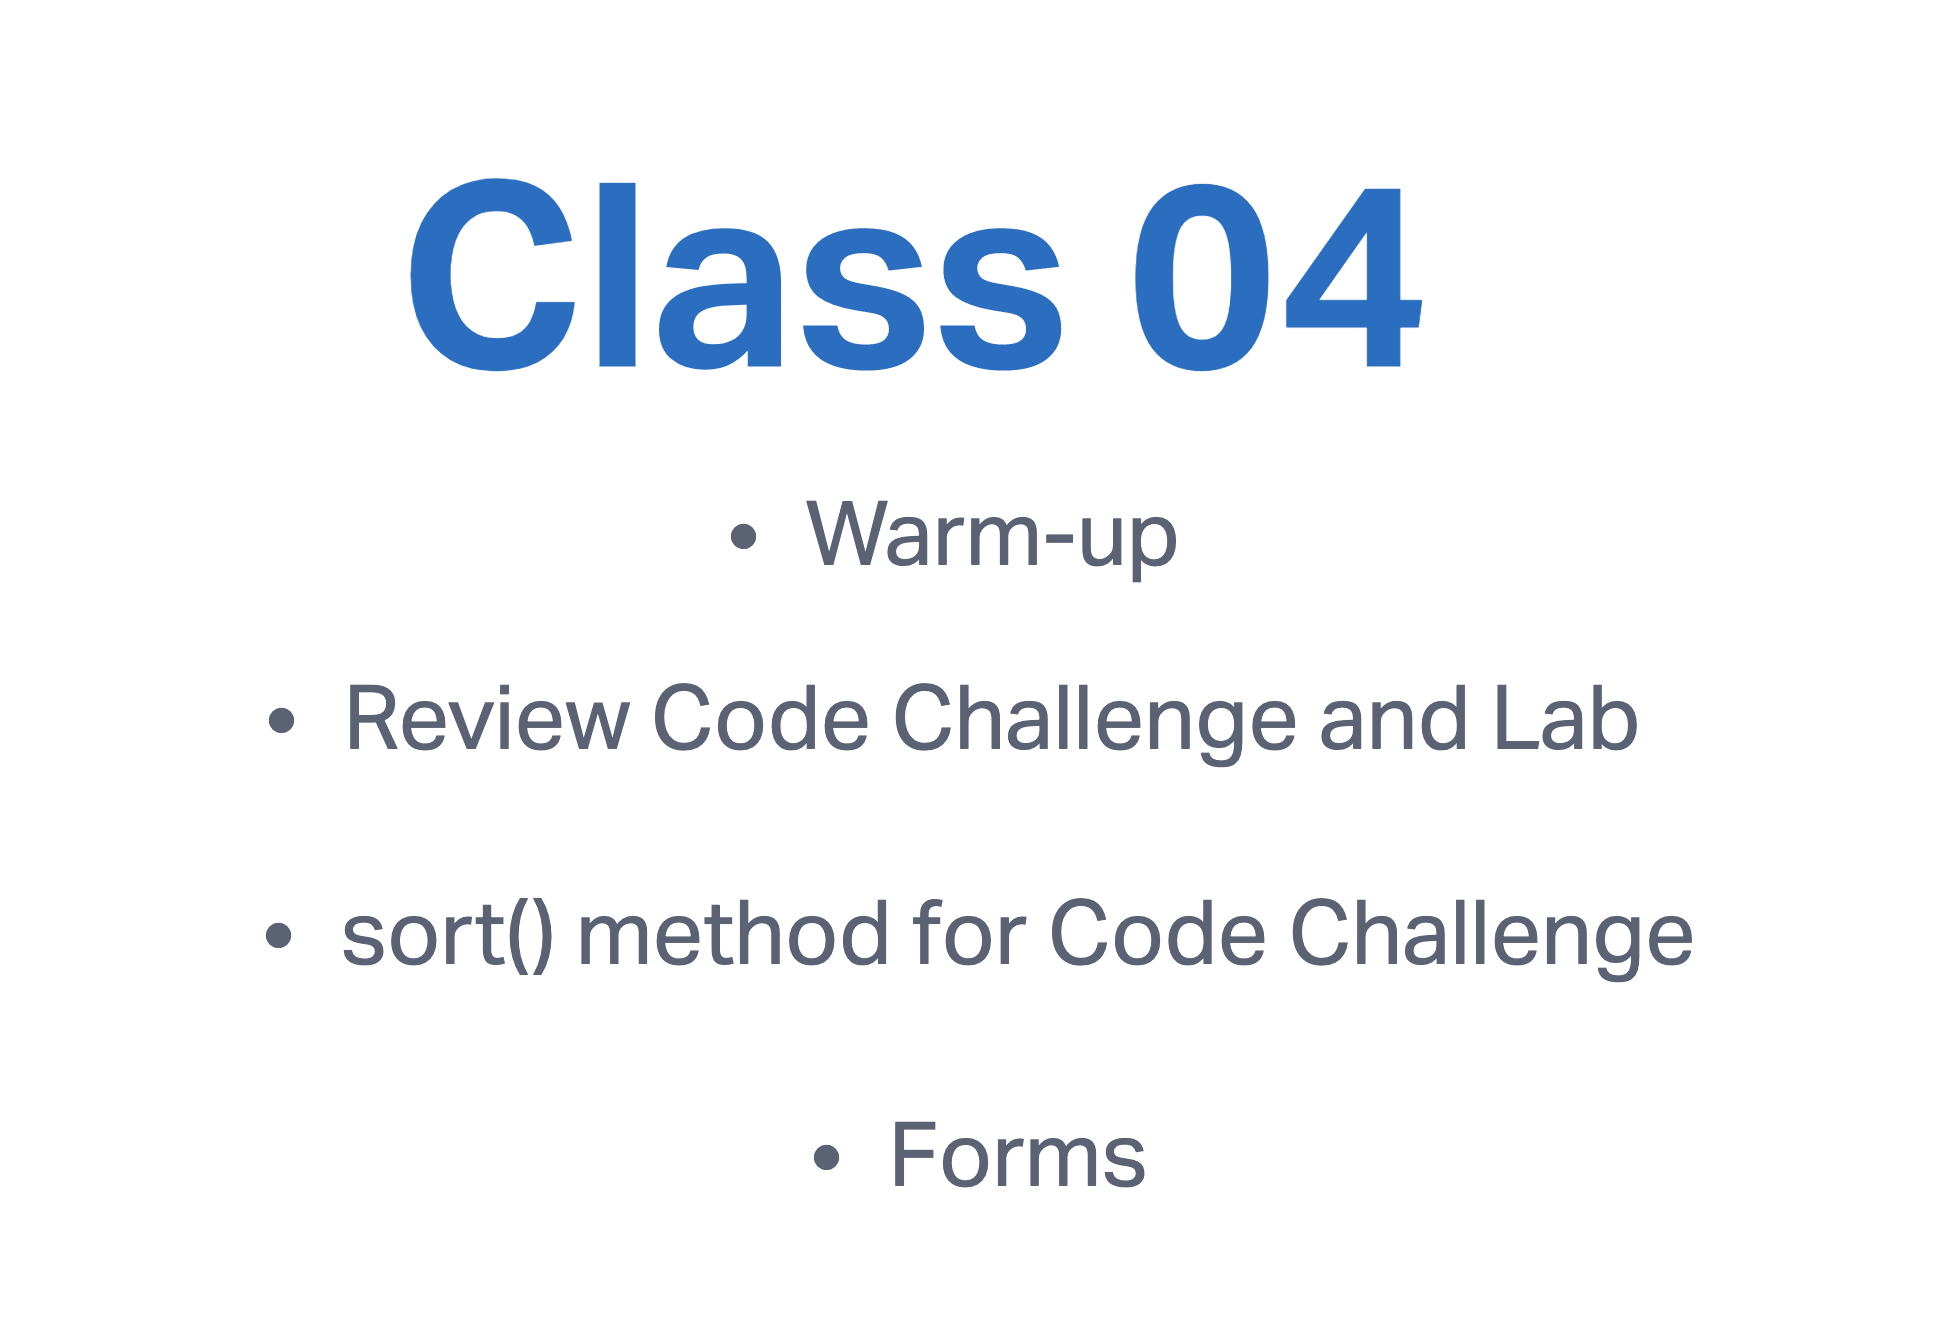 Class 04
• Warm-up
• Review Code Challenge and Lab
• sort() method for Code Challenge
• Forms